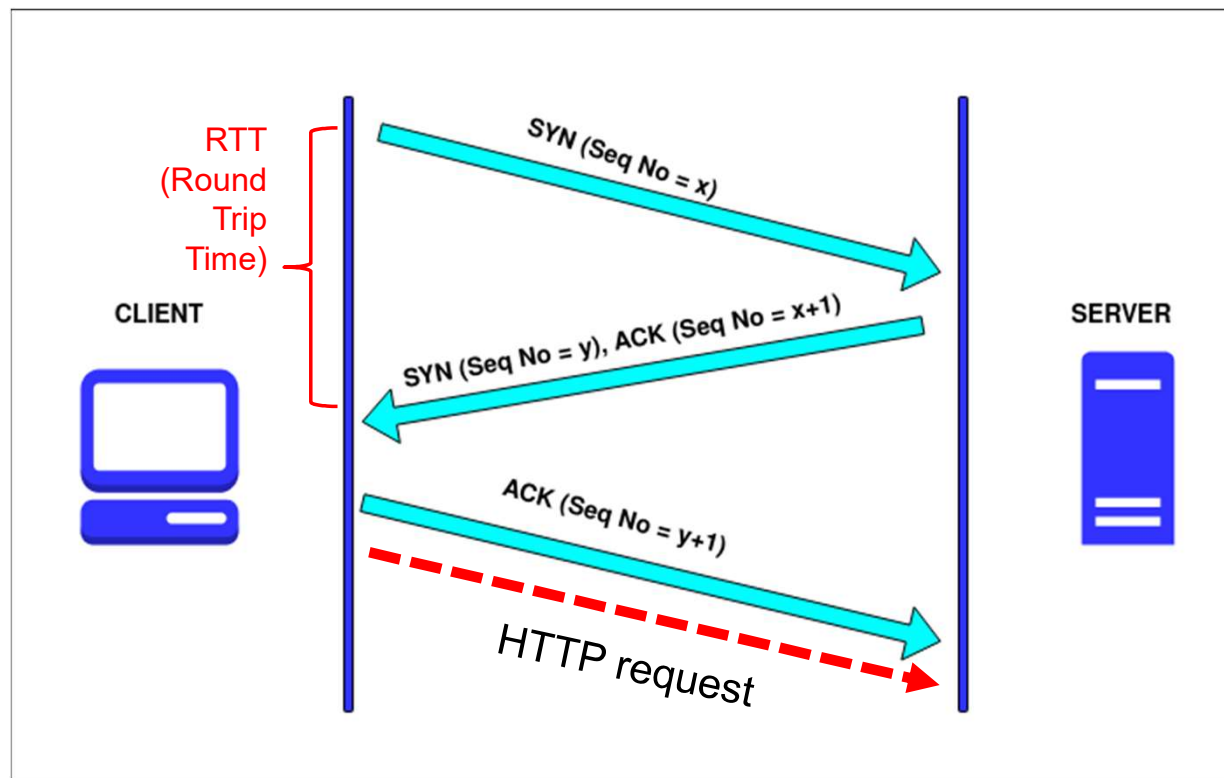 RTT
(Round
Trip
Time)
SYN (Seq No = x)
CLIENT
SERVER
SYN (Seq No = y), ACK (Seq No = x+1)
ACK (Seq No = y+1)
HTTP request